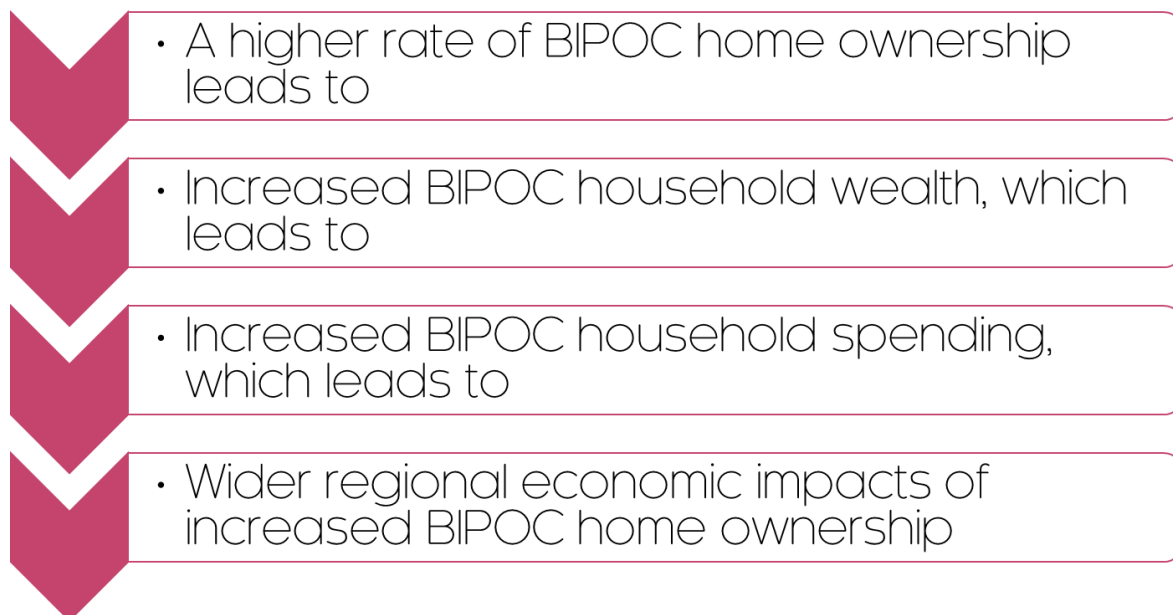 • A higher rate of BIPOC home ownership
leads to
• Increased BIPOC household wealth, which
leads to
• Increased BIPOC household spending,
which leads to
• Wider regional economic impacts of
increased BIPOC home ownership